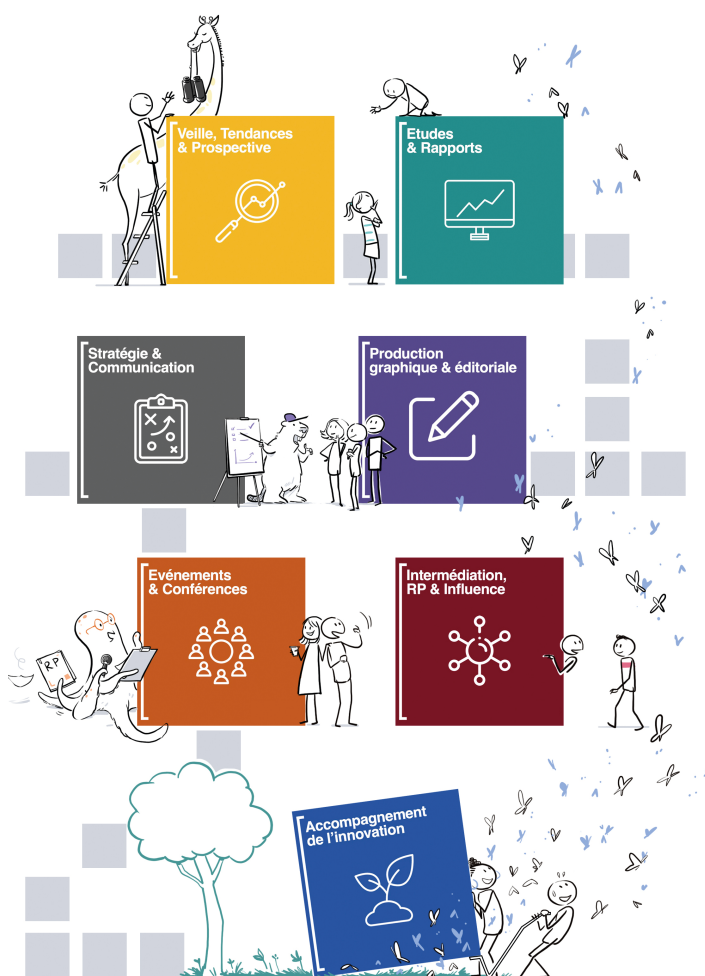 Veille, Tendances
& Prospective
Etudes
& Rapports
Stratégie &
Communication
Production
graphique & éditoriale
Evénements
& Conférences
RP
Intermédiation,
RP & Influence
Accompagnement
de l'innovation